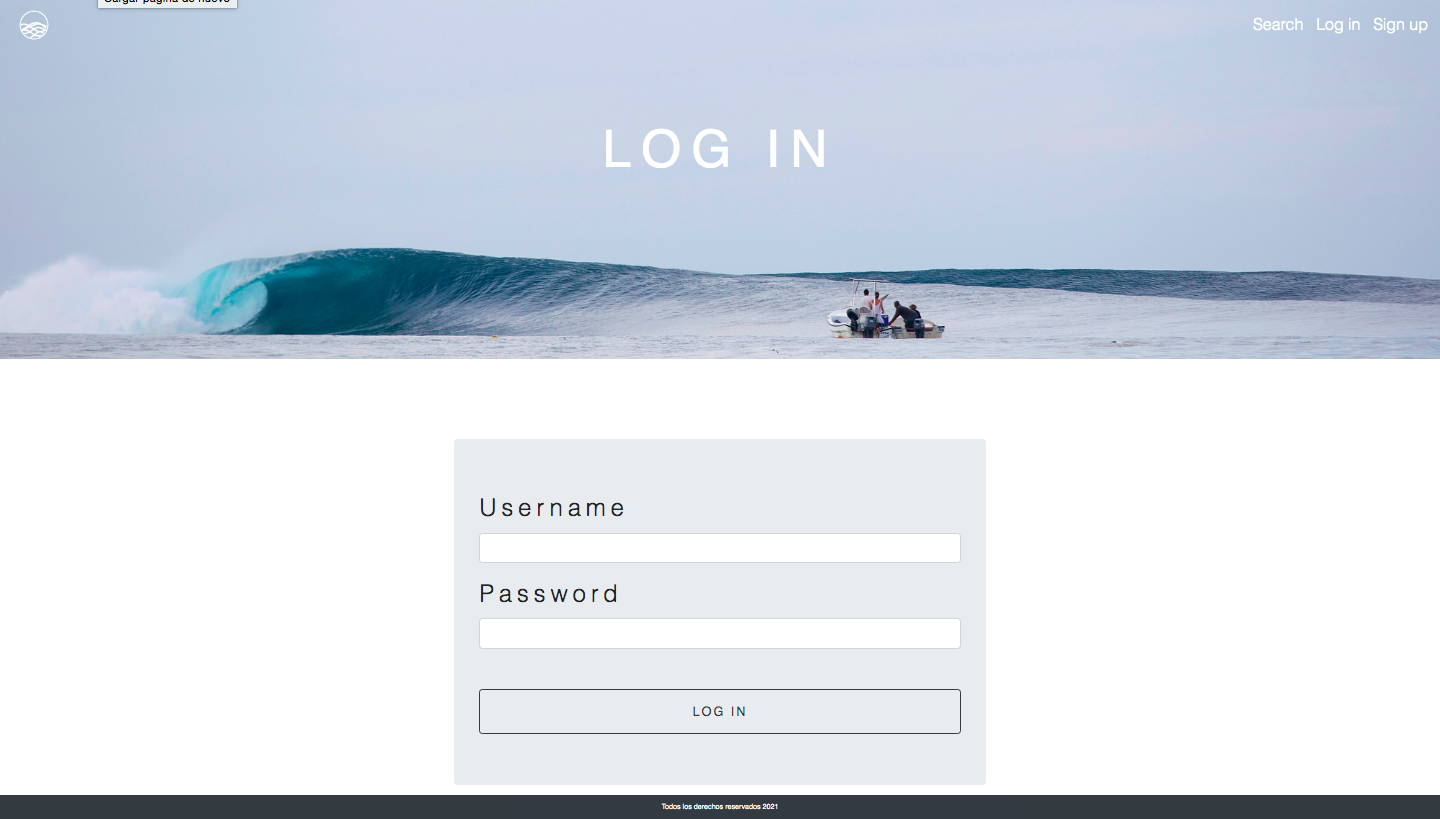 Cargar página de nuevo
Search Log in Sign up
LOG IN
Username
Password
LOG IN
Todos los derechos reservados 2021